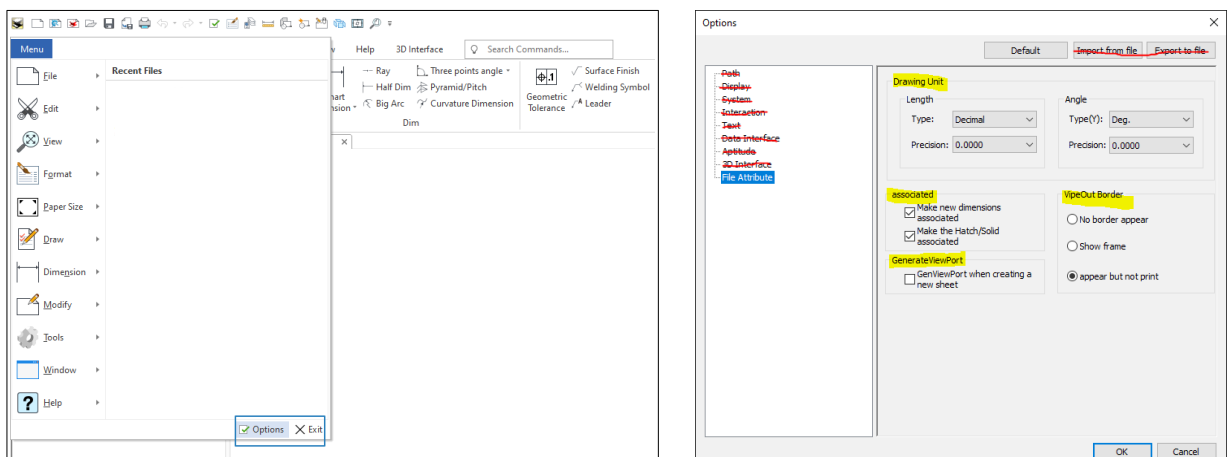 Menu
Help 3D Interface Search Commands...
File
Recent Files
Edit
View
Format
Paper Size
Draw
Dimension
Modify
Tools
Window
Help
Options Exit
Ray Three points angle
Half Dim Pyramid/Pitch
Big Arc Curvature Dimension
Dim
Geometric
Tolerance
Surface Finish
Welding Symbol
Leader
Options
Default Import from file Export to file
Path
Display
System
Interaction
Text
Data Interface
Aptitude
3D Interface
File Attribute
Drawing Unit
Length
Type: Decimal
Precision: 0.0000
Angle
Type(Y): Deg.
Precision: 0.0000
associated
Make new dimensions
associated
Make the Hatch/Solid
associated
GenerateViewPort
GenViewPort when creating a
new sheet
VipeOut Border
No border appear
Show frame
appear but not print
OK Cancel